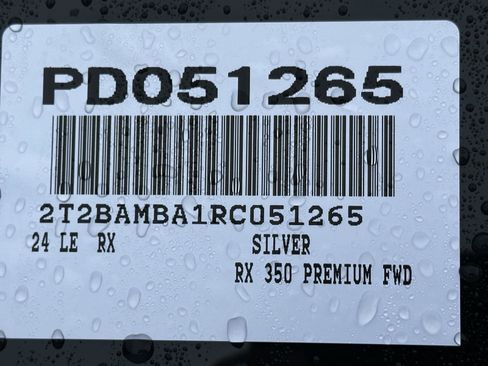 PD051265
2T2BAMBA1RC051265
24 LE RX SILVER
RX 350 PREMIUM FWD